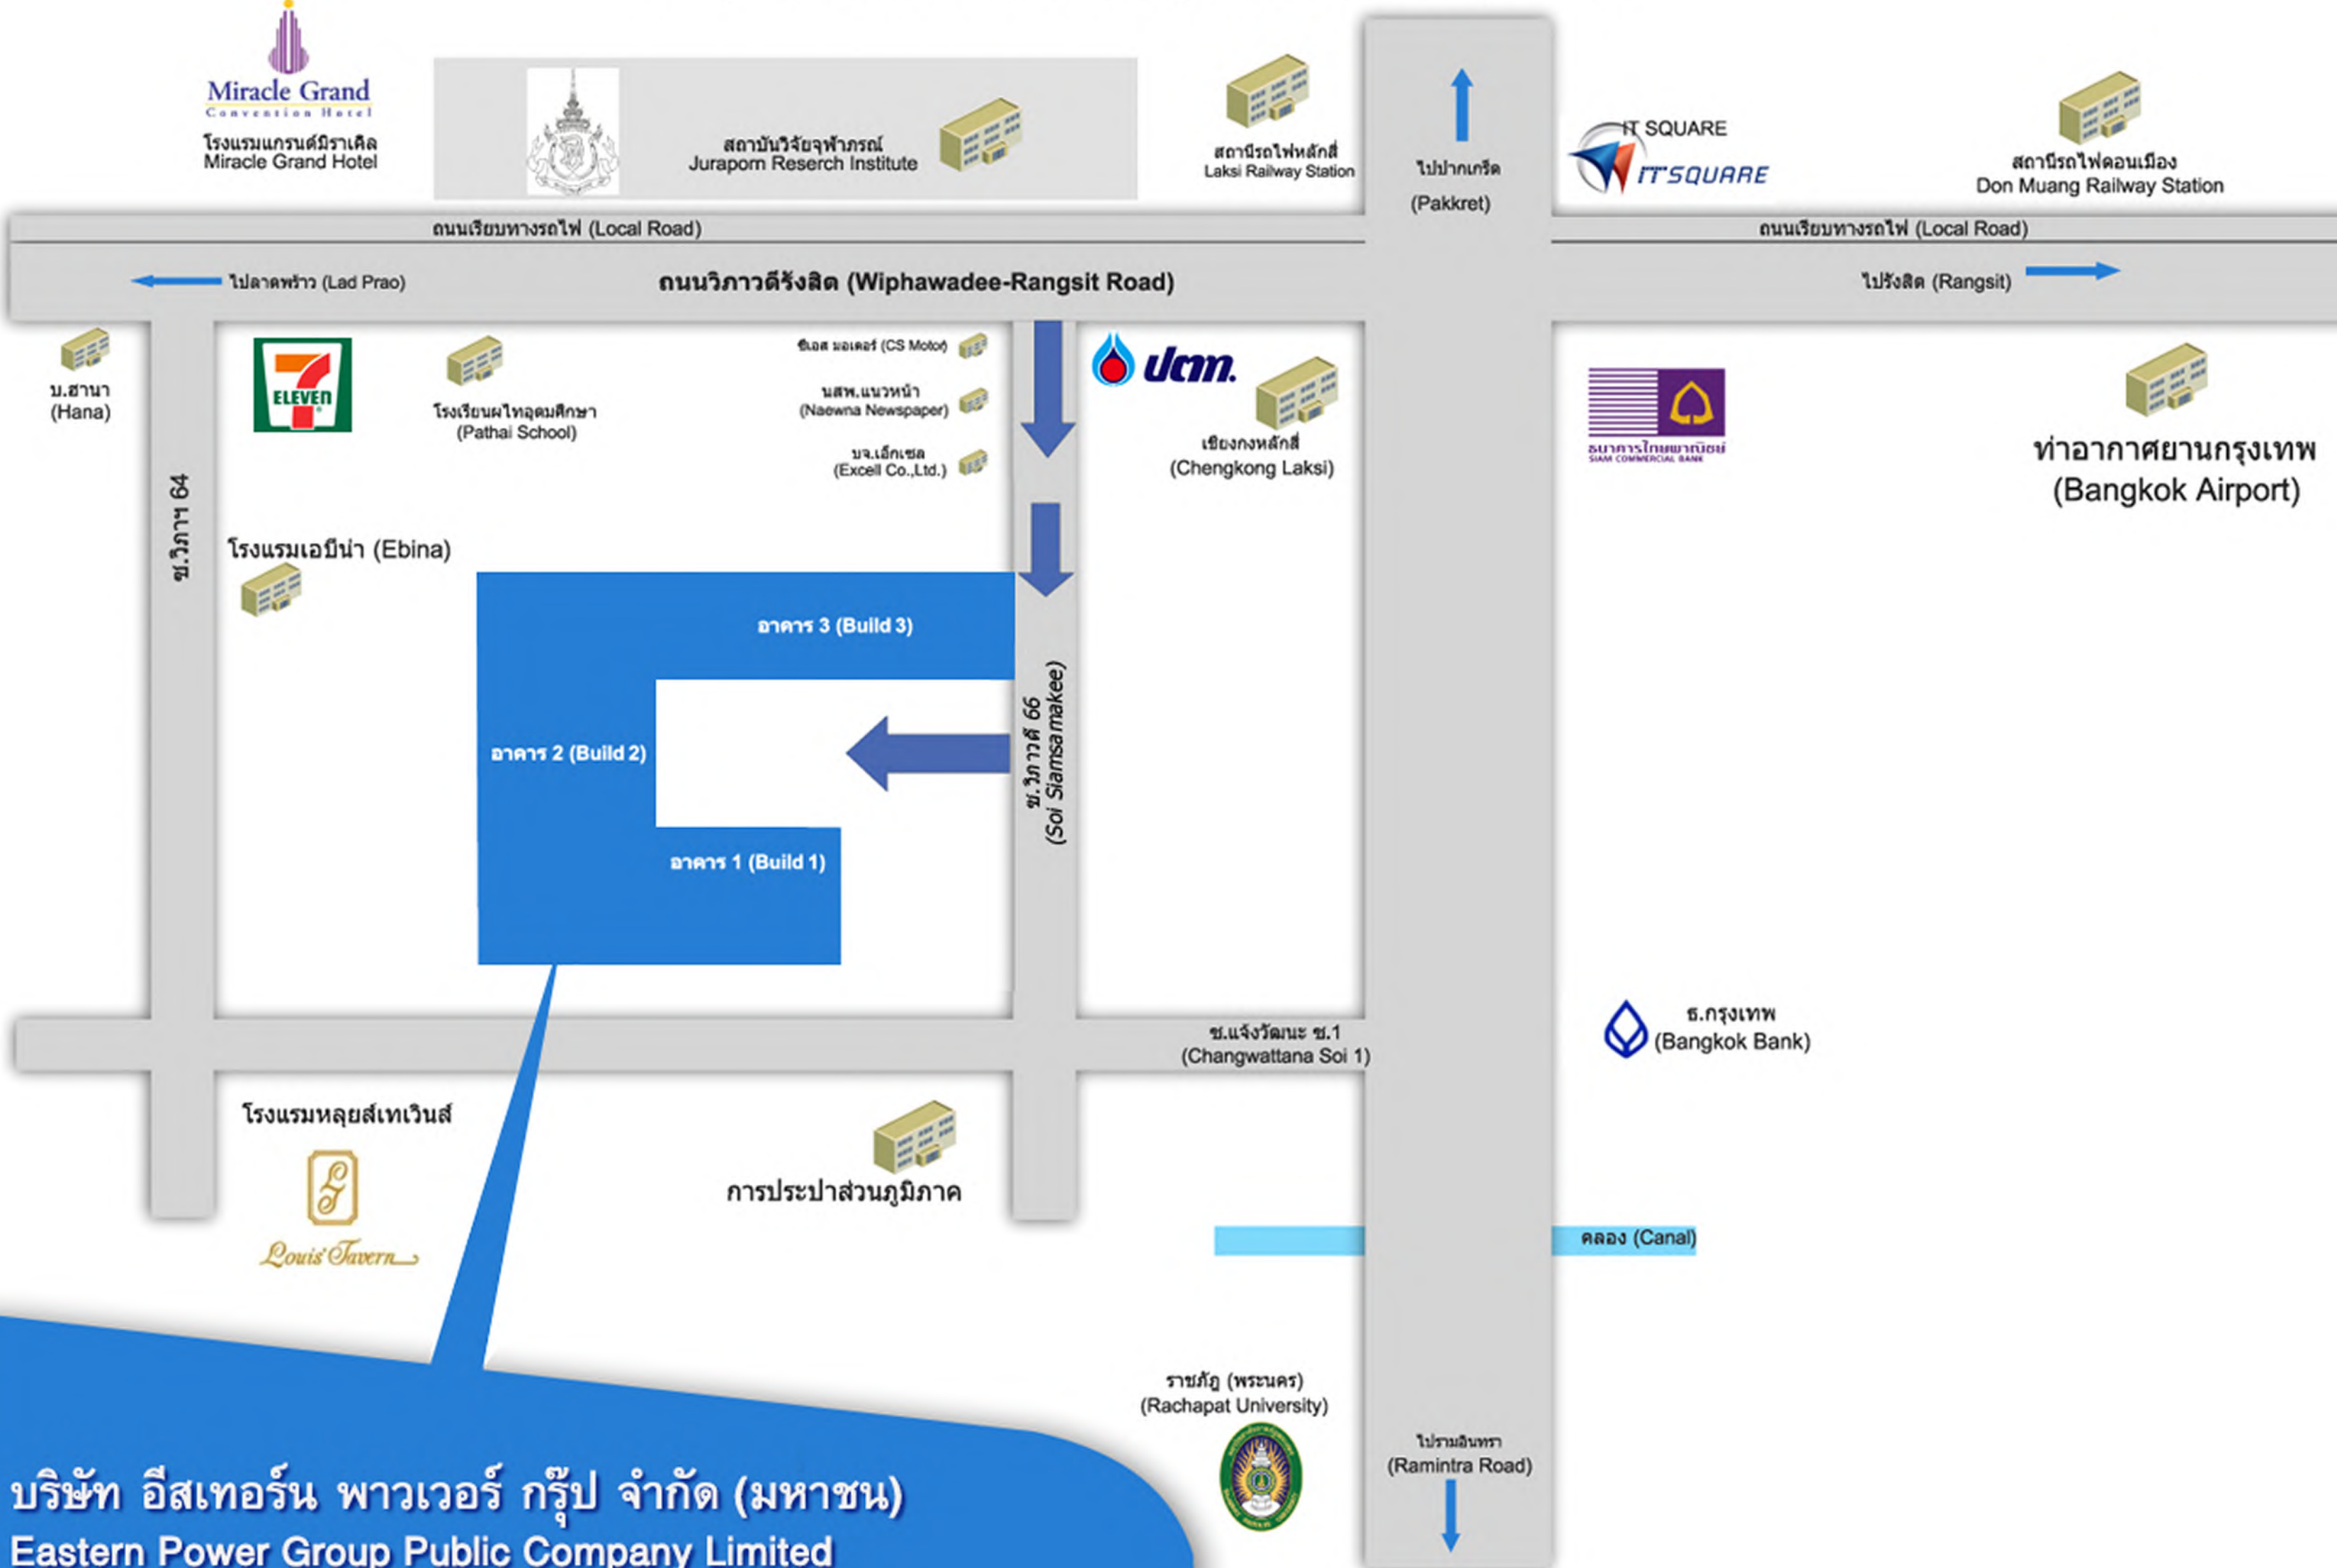 Miracle Grand
Convention Hotel
โรงแรมแกรนด์มิราเคิล
Miracle Grand Hotel
สถาบันวิจัยจุฬาภรณ์
Juraporn Reserch Institute
สถานีรถไฟหลักสี่
Laksi Railway Station
ไปปากเกร็ด
(Pakkret)
IT SQUARE
IT SQUARE
สถานีรถไฟดอนเมือง
Don Muang Railway Station
ถนนเรียบทางรถไฟ (Local Road)
ถนนเรียบทางรถไฟ (Local Road)
ไปลาดพร้าว (Lad Prao)
ถนนวิภาวดีรังสิต (Wiphawadee-Rangsit Road)
ไปรังสิต (Rangsit)
บ.ฮานา
(Hana)
7
ELEVEn
โรงเรียนผไทอุดมศึกษา
(Pathai School)
ซีเอส มอเตอร์ (CS Motor)
นสพ.แนวหน้า
(Naewna Newspaper)
บจ.เอ็กเซล
(Excell Co.,Ltd.)
ปตท.
เชียงกงหลักสี่
(Chengkong Laksi)
ธนาคารไทยพาณิชย์
SIAM COMMERCIAL BANK
ท่าอากาศยานกรุงเทพ
(Bangkok Airport)
ซ.วิภาฯ 64
โรงแรมเอบีน่า (Ebina)
อาคาร 3 (Build 3)
อาคาร 2 (Build 2)
อาคาร 1 (Build 1)
ซ.วิภาวดี 66
(Soi Siamsamakee)
ซ.แจ้งวัฒนะ ซ.1
(Changwattana Soi 1)
ธ.กรุงเทพ
(Bangkok Bank)
โรงแรมหลุยส์เทเวินส์
Louis' Tavern
การประปาส่วนภูมิภาค
คลอง (Canal)
ราชภัฎ (พระนคร)
(Rachapat University)
ไปรามอินทรา
(Ramintra Road)
บริษัท อีสเทอร์น พาวเวอร์ กรุ๊ป จำกัด (มหาชน)
Eastern Power Group Public Company Limited